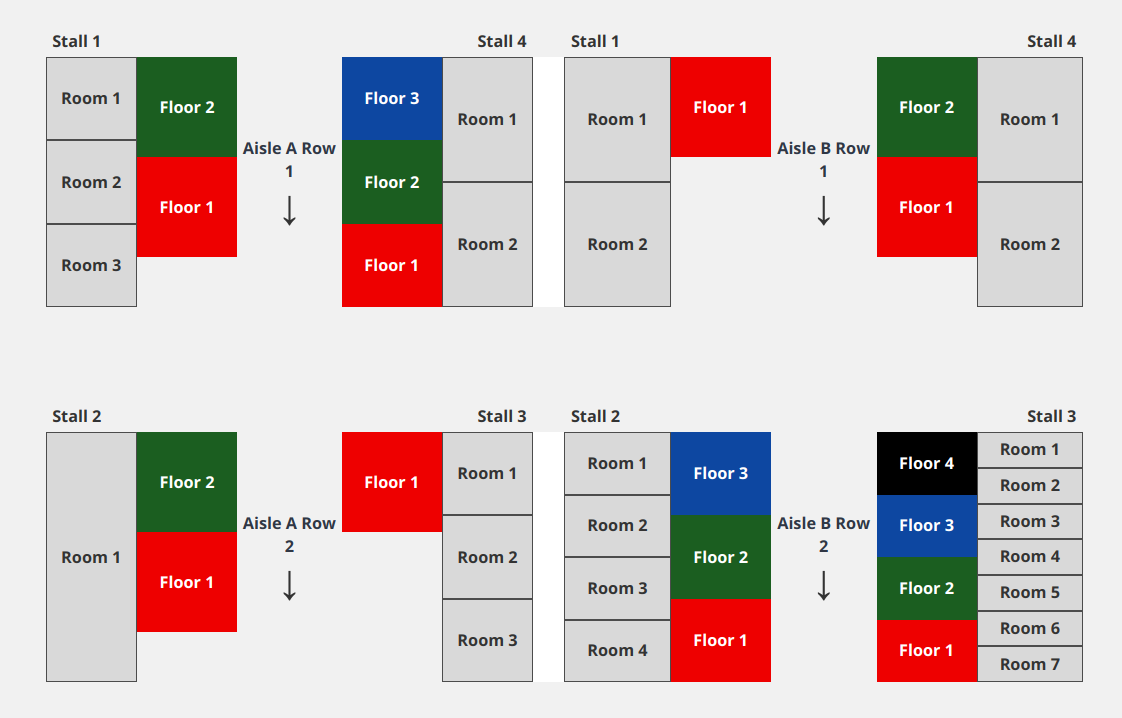 Stall 1
Stall 4
Room 1
Room 2
Room 3
Floor 2
Floor 1
Aisle A Row
1
↓
Floor 3
Floor 2
Floor 1
Room 1
Room 2
Stall 1
Stall 4
Room 1
Room 2
Floor 1
Aisle B Row
1
↓
Floor 2
Floor 1
Room 1
Room 2
Stall 2
Stall 3
Room 1
Floor 2
Floor 1
Aisle A Row
2
↓
Floor 1
Room 1
Room 2
Room 3
Stall 2
Stall 3
Room 1
Room 2
Room 3
Room 4
Floor 3
Floor 2
Floor 1
Aisle B Row
2
↓
Floor 4
Floor 3
Floor 2
Floor 1
Room 1
Room 2
Room 3
Room 4
Room 5
Room 6
Room 7